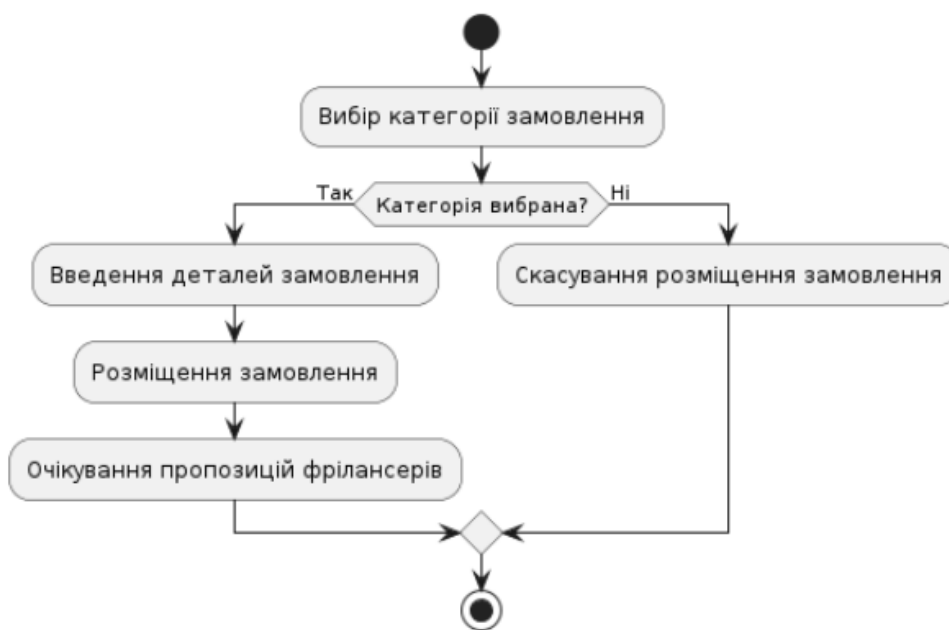 Вибір категорії замовлення
Так
Категорія вибрана?
Ні
Введення деталей замовлення
Скасування розміщення замовлення
Розміщення замовлення
Очікування пропозицій фрілансерів